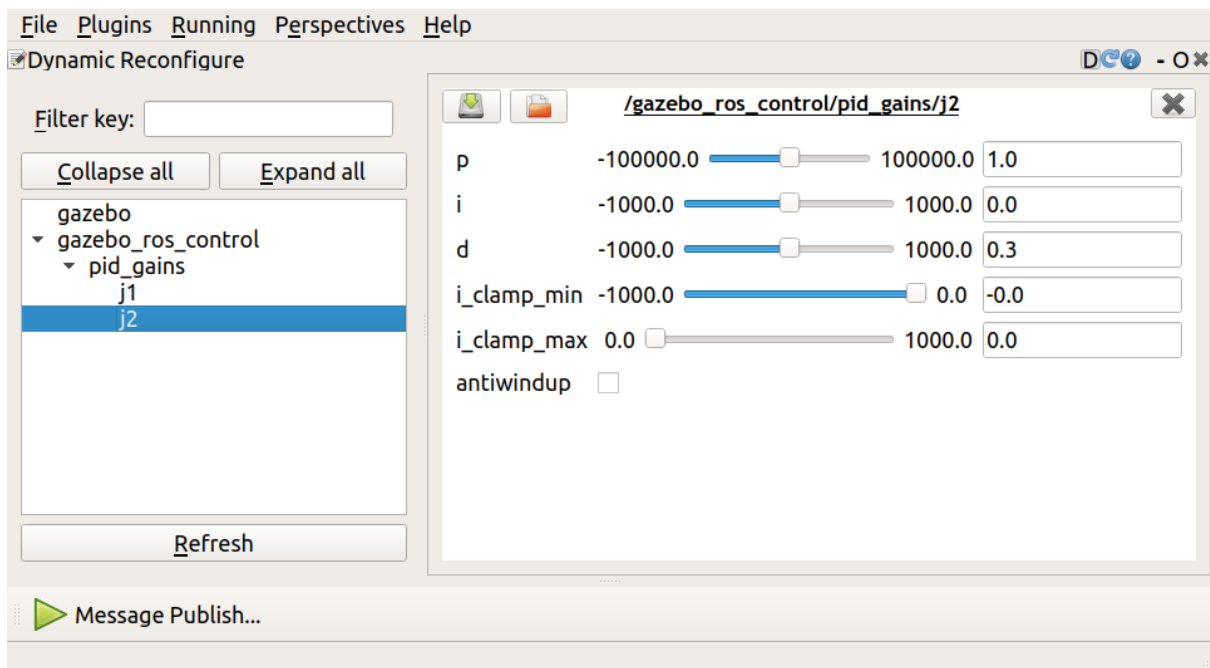 File Plugins Running Perspectives Help
Dynamic Reconfigure
D ? - O
Filter key:
Collapse all Expand all
gazebo
gazebo_ros_control
pid_gains
j1
j2
Refresh
/gazebo_ros_control/pid_gains/j2
p -100000.0 100000.0 1.0
i -1000.0 1000.0 0.0
d -1000.0 1000.0 0.3
i_clamp_min -1000.0 0.0 -0.0
i_clamp_max 0.0 1000.0 0.0
antiwindup
Message Publish...